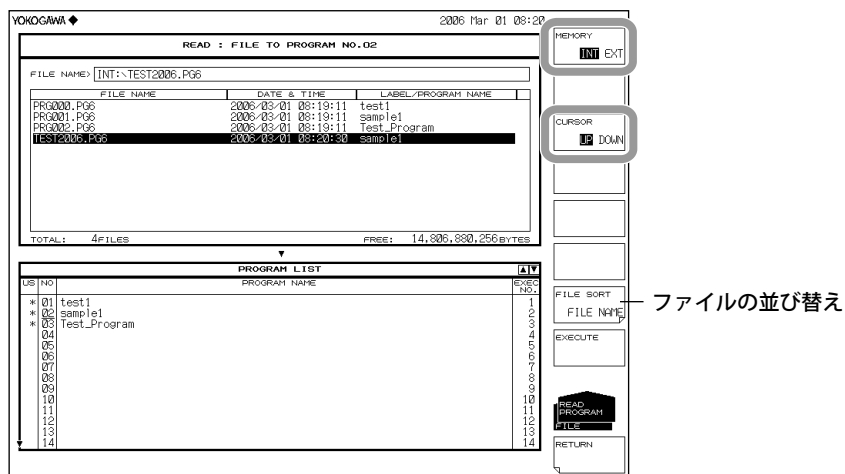 YOKOGAWA ◆ 2006 Mar 01 08:20
READ : FILE TO PROGRAM NO.02
FILE NAME> INT:\TEST2006.PG6
FILE NAME DATE & TIME LABEL/PROGRAM NAME
PRG000.PG6 2006/03/01 08:19:11 test1
PRG001.PG6 2006/03/01 08:19:11 sample1
PRG002.PG6 2006/03/01 08:19:11 Test_Program
TEST2006.PG6 2006/03/01 08:20:30 sample1
TOTAL: 4FILES FREE: 14,806,880,256BYTES
▼
PROGRAM LIST ▲ ▼
US NO PROGRAM NAME EXEC NO.
* 01 test1 1
* 02 sample1 2
* 03 Test_Program 3
04 4
05 5
06 6
07 7
08 8
09 9
10 10
11 11
12 12
13 13
14 14
MEMORY
INT EXT
CURSOR
UP DOWN
FILE SORT
FILE NAME
EXECUTE
READ
PROGRAM
FILE
RETURN
ファイルの並び替え